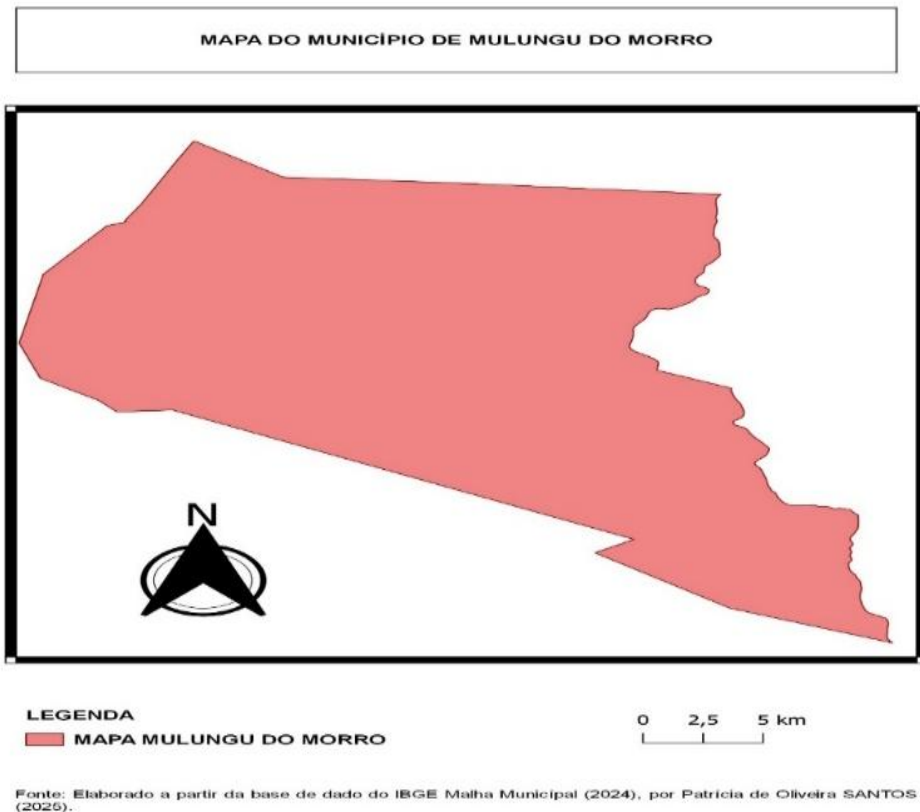 MAPA DO MUNICÍPIO DE MULUNGU DO MORRO
N
LEGENDA
MAPA MULUNGU DO MORRO
0 2,5 5 km
Fonte: Elaborado a partir da base de dado do IBGE Malha Municipal (2024), por Patrícia de Oliveira SANTOS
(2025).